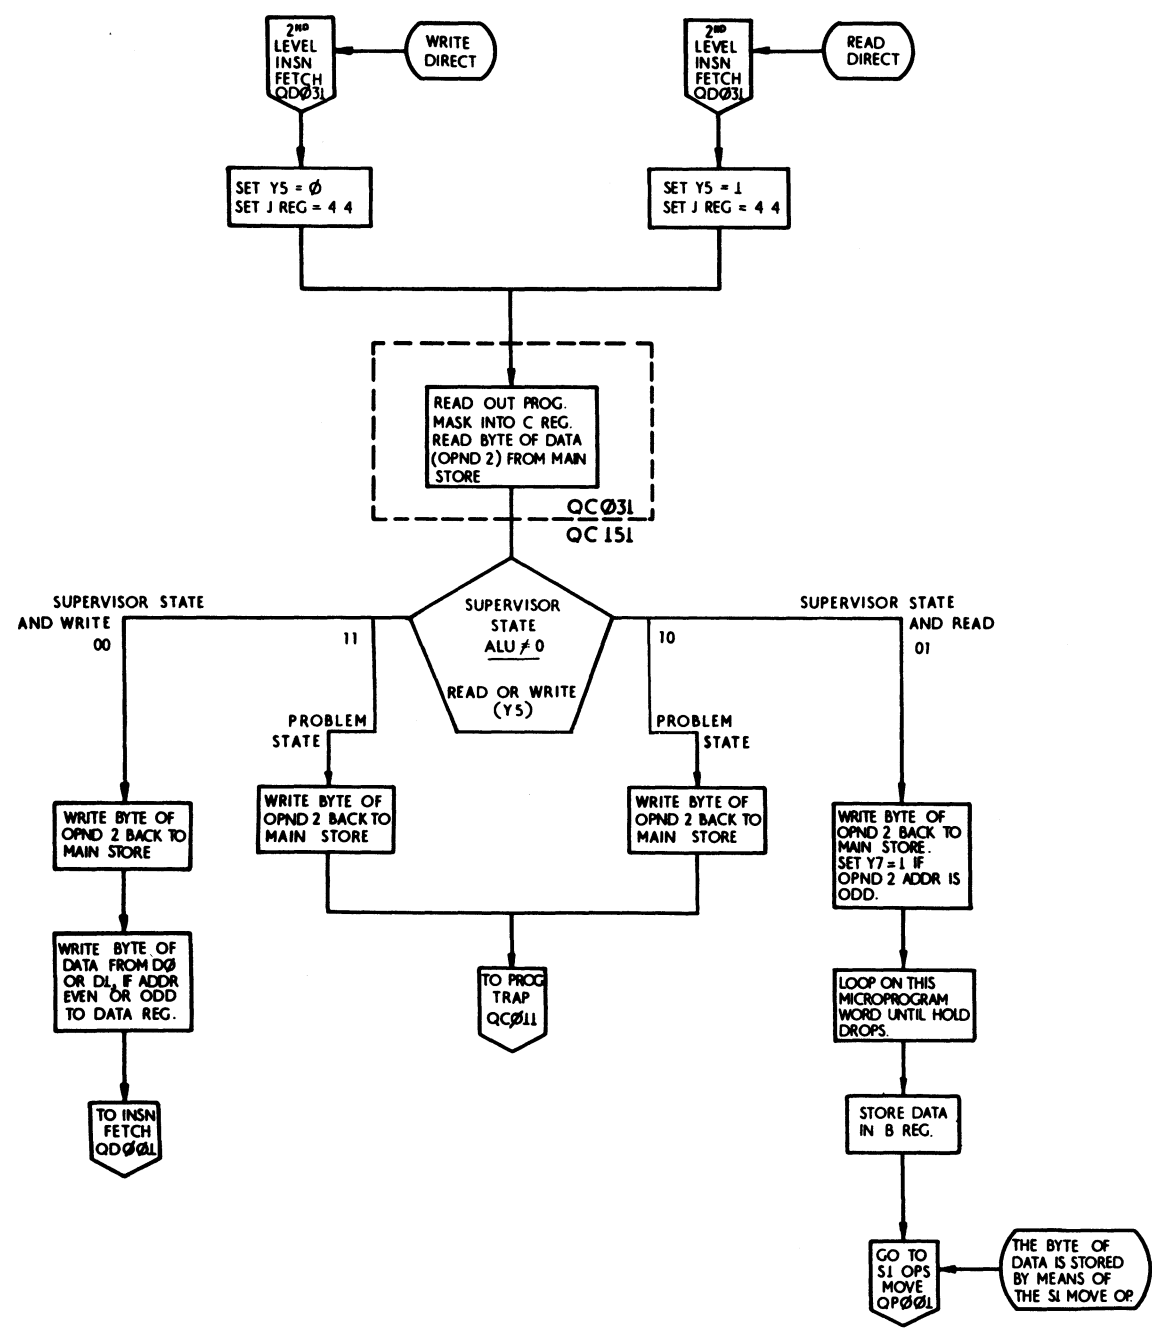 2ND
LEVEL
INSN
FETCH
QDØ31
WRITE
DIRECT
2ND
LEVEL
INSN
FETCH
QDØ31
READ
DIRECT
SET Y5 = Ø
SET J REG = 4 4
SET Y5 = 1
SET J REG = 4 4
READ OUT PROG.
MASK INTO C REG.
READ BYTE OF DATA
(OPND 2) FROM MAIN
STORE
QCØ31
QC151
SUPERVISOR STATE
AND WRITE
00
11
SUPERVISOR
STATE
ALU ≠ 0
READ OR WRITE
(Y5)
10
SUPERVISOR STATE
AND READ
01
PROBLEM
STATE
PROBLEM
STATE
WRITE BYTE OF
OPND 2 BACK TO
MAIN STORE
WRITE BYTE OF
OPND 2 BACK TO
MAIN STORE
WRITE BYTE OF
OPND 2 BACK TO
MAIN STORE
WRITE BYTE OF
OPND 2 BACK TO
MAIN STORE.
SET Y7 = 1 IF
OPND 2 ADDR IS
ODD.
WRITE BYTE OF
DATA FROM DØ
OR D1, IF ADDR
EVEN OR ODD
TO DATA REG.
TO PROG
TRAP
QCØ11
LOOP ON THIS
MICROPROGRAM
WORD UNTIL HOLD
DROPS.
TO INSN
FETCH
QDØØ1
STORE DATA
IN B REG.
GO TO
S1 OPS
MOVE
QPØØ1
THE BYTE OF
DATA IS STORED
BY MEANS OF
THE S1 MOVE OP.